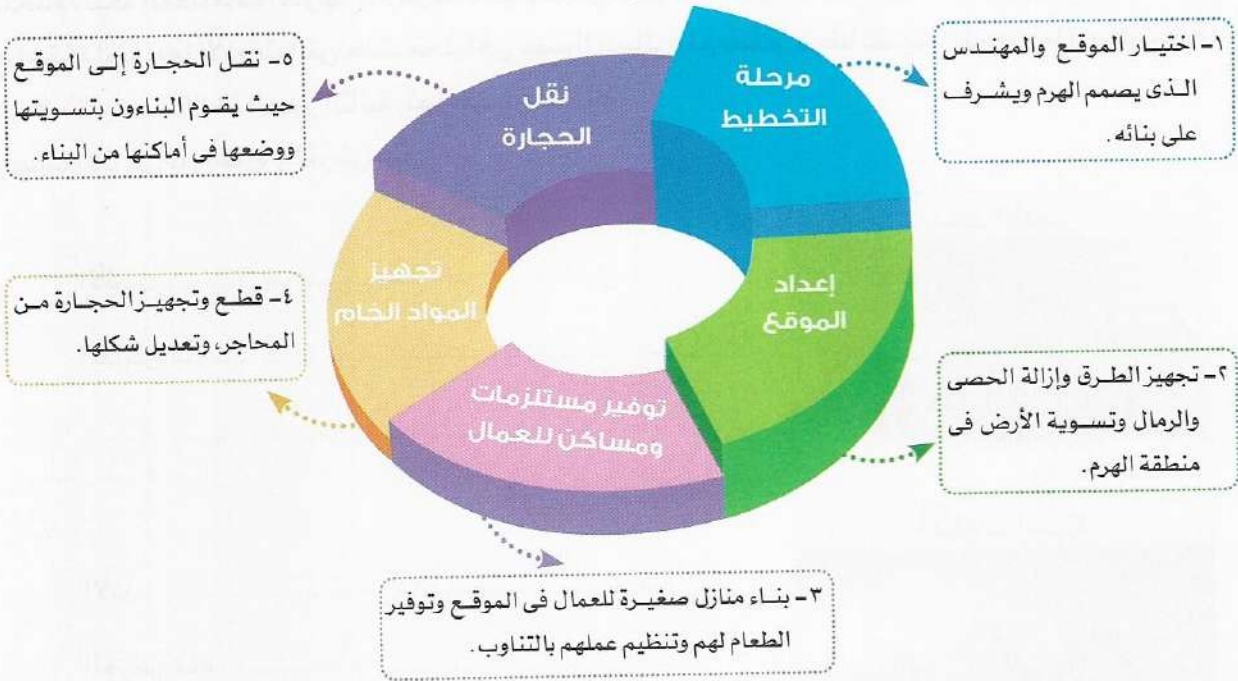 ١- اختيار الموقع والمهندس
الذى يصمم الهرم ويشرف
على بنائه.
مرحلة
التخطيط
إعداد
الموقع
٢- تجهيز الطرق وإزالة الحصى
والرمال وتسوية الأرض فى
منطقة الهرم.
توفير مستلزمات
ومساكن للعمال
٣- بناء منازل صغيرة للعمال فى الموقع وتوفير
الطعام لهم وتنظيم عملهم بالتناوب.
تجهيز
المواد الخام
٤- قطع وتجهيز الحجارة من
المحاجر، وتعديل شكلها.
نقل
الحجارة
٥- نقل الحجارة إلى الموقع
حيث يقوم البناءون بتسويتها
ووضعها فى أماكنها من البناء.